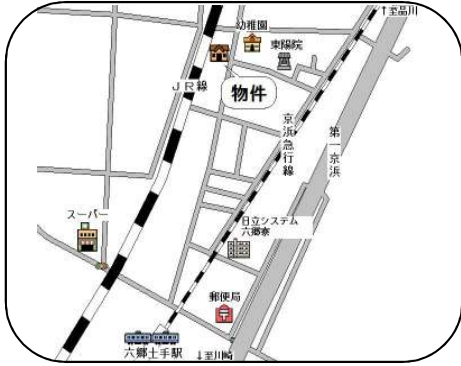 ↑至品川
幼稚園
東陽院
JR線
物件
京浜急行線
第一京浜
スーパー
日立システム
六郷寮
郵便局
〒
六郷土手駅
↓至川崎